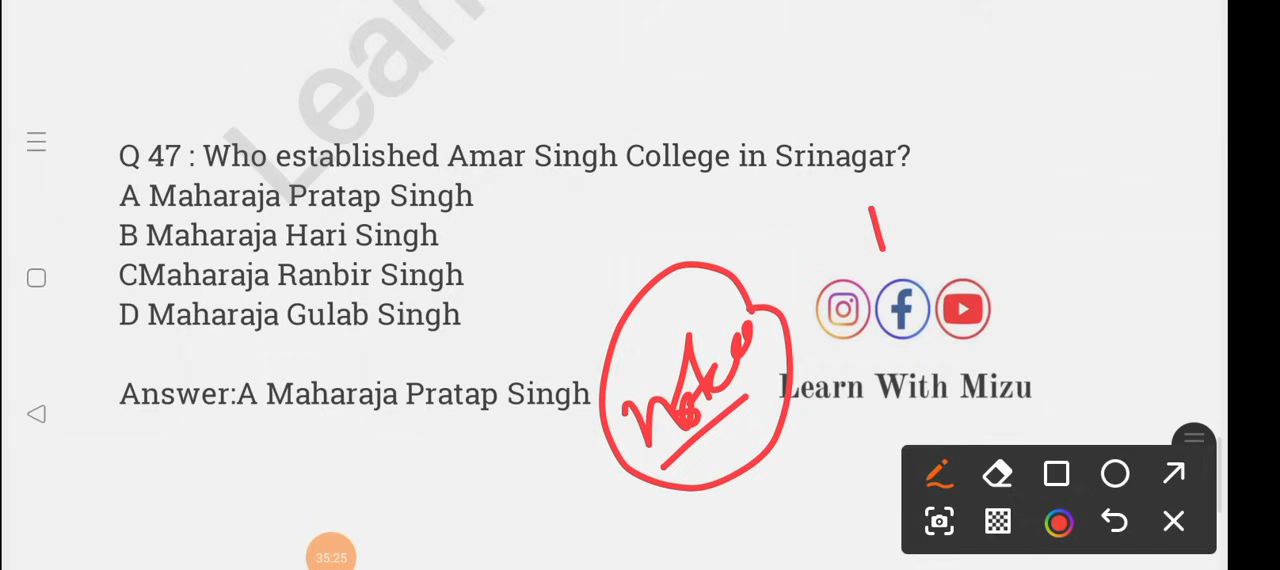 Lear
Q 47 : Who established Amar Singh College in Srinagar?
A Maharaja Pratap Singh
B Maharaja Hari Singh
CMaharaja Ranbir Singh
D Maharaja Gulab Singh
Answer:A Maharaja Pratap Singh
Learn With Mizu
35:25